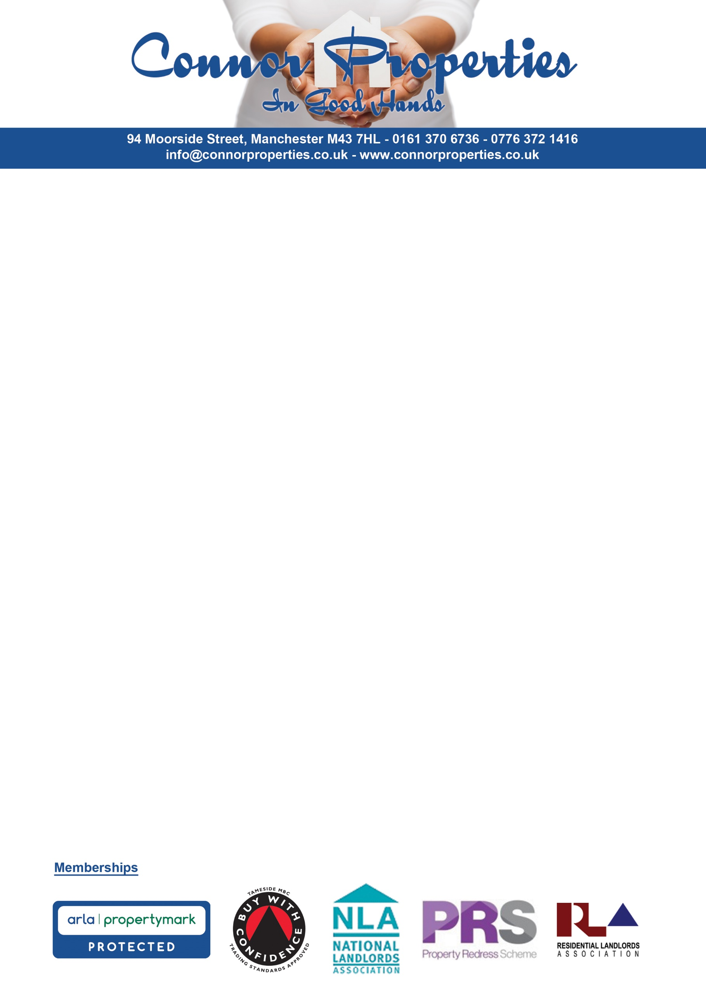 Connor Properties
In Good Hands
94 Moorside Street, Manchester M43 7HL - 0161 370 6736 - 0776 372 1416
info@connorproperties.co.uk - www.connorproperties.co.uk
Memberships
arla | propertymark
PROTECTED
TAMESIDE MBC
BUY WITH
CONFIDENCE
TRADING STANDARDS APPROVED
NLA
NATIONAL
LANDLORDS
ASSOCIATION
PRS
Property Redress Scheme
RLA
RESIDENTIAL LANDLORDS
ASSOCIATION